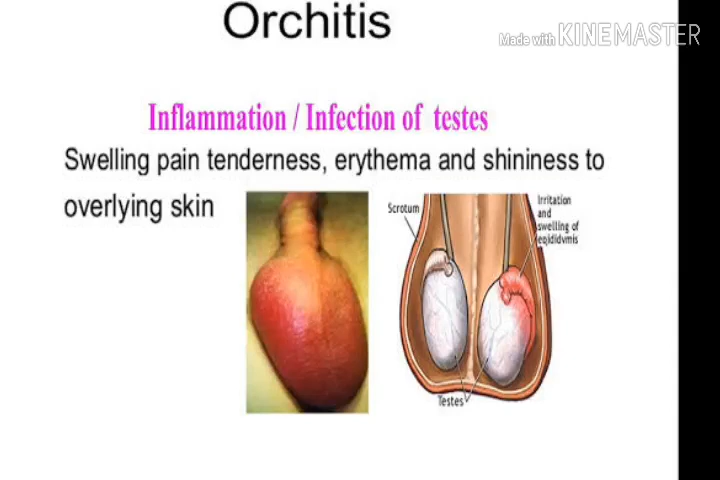 Orchitis
Made with KINEMASTER
Inflammation / Infection of testes
Swelling pain tenderness, erythema and shininess to
overlying skin
Scrotum
Irritation
and
swelling of
epididymis
Testes